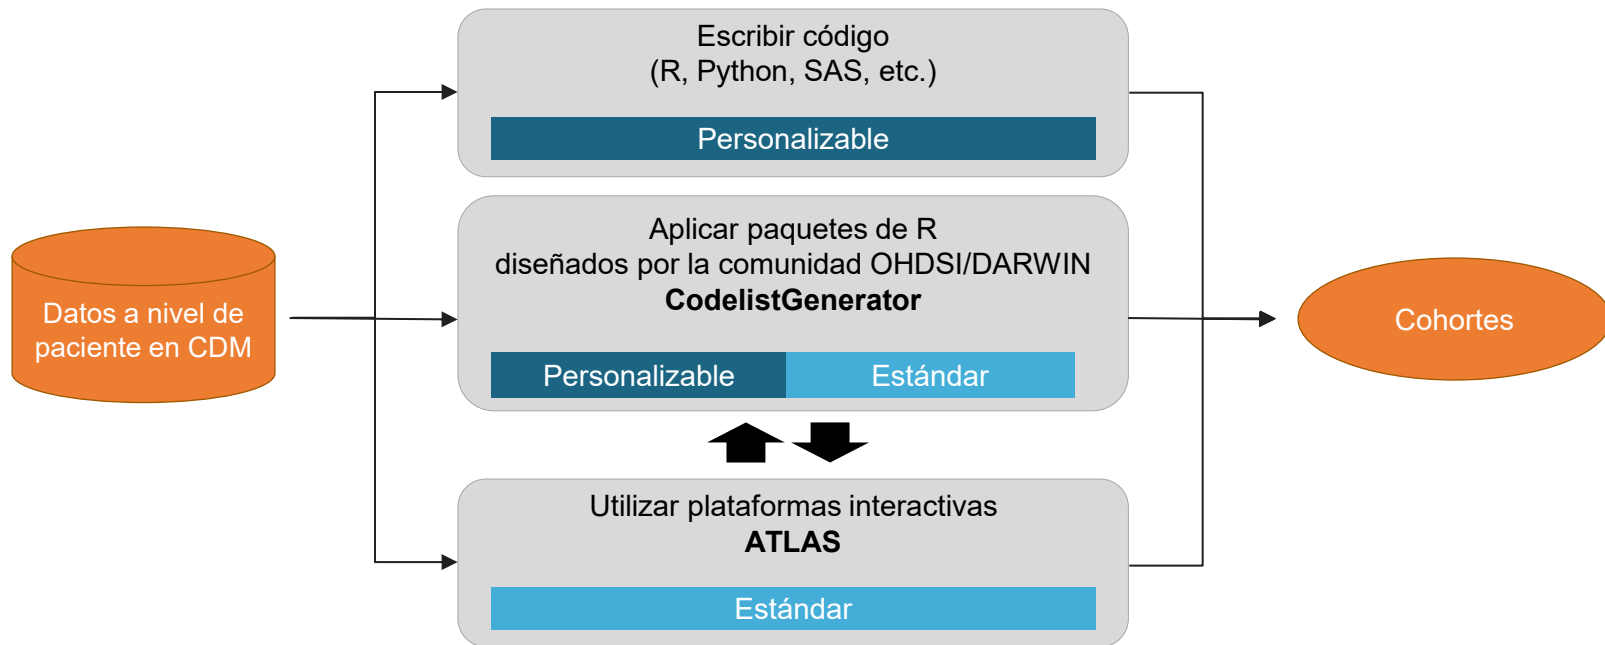 Escribir código
(R, Python, SAS, etc.)
Personalizable
Aplicar paquetes de R
diseñados por la comunidad OHDSI/DARWIN
CodelistGenerator
Personalizable
Estándar
Datos a nivel de
paciente en CDM
Cohortes
Utilizar plataformas interactivas
ATLAS
Estándar